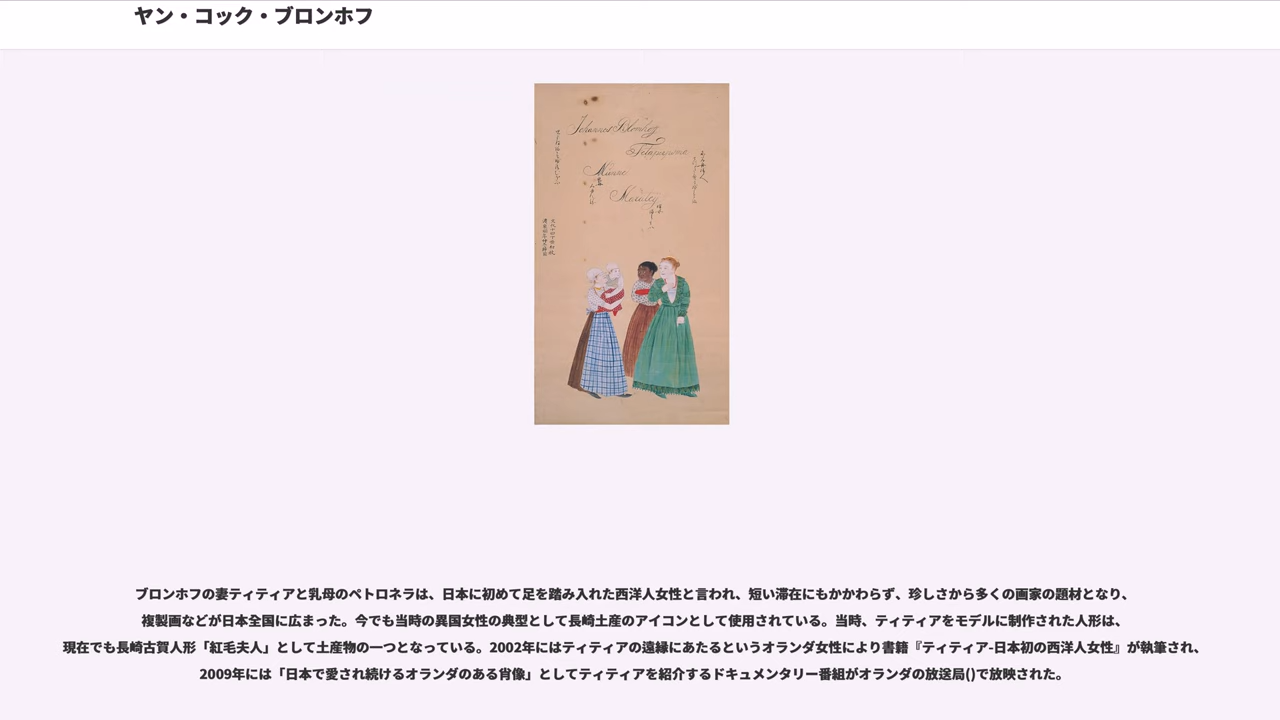 ヤン・コック・ブロンホフ
Johannes Blomhoff
Minne
ブロンホフの妻ティティアと乳母のペトロネラは、日本に初めて足を踏み入れた西洋人女性と言われ、短い滞在にもかかわらず、珍しさから多くの画家の題材となり、
複製画などが日本全国に広まった。今でも当時の異国女性の典型として長崎土産のアイコンとして使用されている。当時、ティティアをモデルに制作された人形は、
現在でも長崎古賀人形「紅毛夫人」として土産物の一つとなっている。2002年にはティティアの遠縁にあたるというオランダ女性により書籍『ティティア-日本初の西洋人女性』が執筆され、
2009年には「日本で愛され続けるオランダのある肖像」としてティティアを紹介するドキュメンタリー番組がオランダの放送局()で放映された。